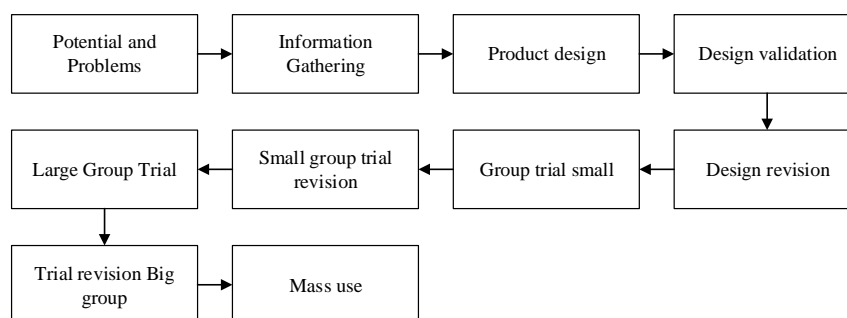 Potential and
Problems
Information
Gathering
Product design
Design validation
Design revision
Group trial small
Small group trial
revision
Large Group Trial
Trial revision Big
group
Mass use